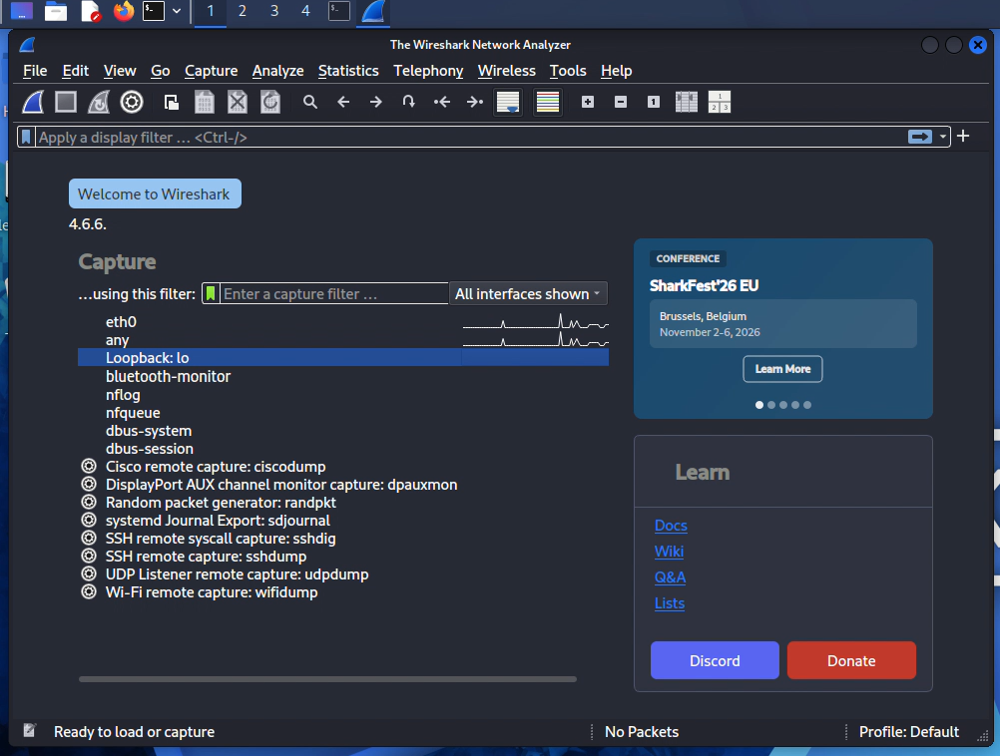 1 2 3 4
The Wireshark Network Analyzer
File Edit View Go Capture Analyze Statistics Telephony Wireless Tools Help
Apply a display filter … <Ctrl-/>
Welcome to Wireshark
4.6.6.
Capture
…using this filter: Enter a capture filter … All interfaces shown
eth0
any
Loopback: lo
bluetooth-monitor
nflog
nfqueue
dbus-system
dbus-session
Cisco remote capture: ciscodump
DisplayPort AUX channel monitor capture: dpauxmon
Random packet generator: randpkt
systemd Journal Export: sdjournal
SSH remote syscall capture: sshdig
SSH remote capture: sshdump
UDP Listener remote capture: udpdump
Wi-Fi remote capture: wifidump
CONFERENCE
SharkFest'26 EU
Brussels, Belgium
November 2-6, 2026
Learn More
Learn
Docs
Wiki
Q&A
Lists
Discord Donate
Ready to load or capture No Packets Profile: Default